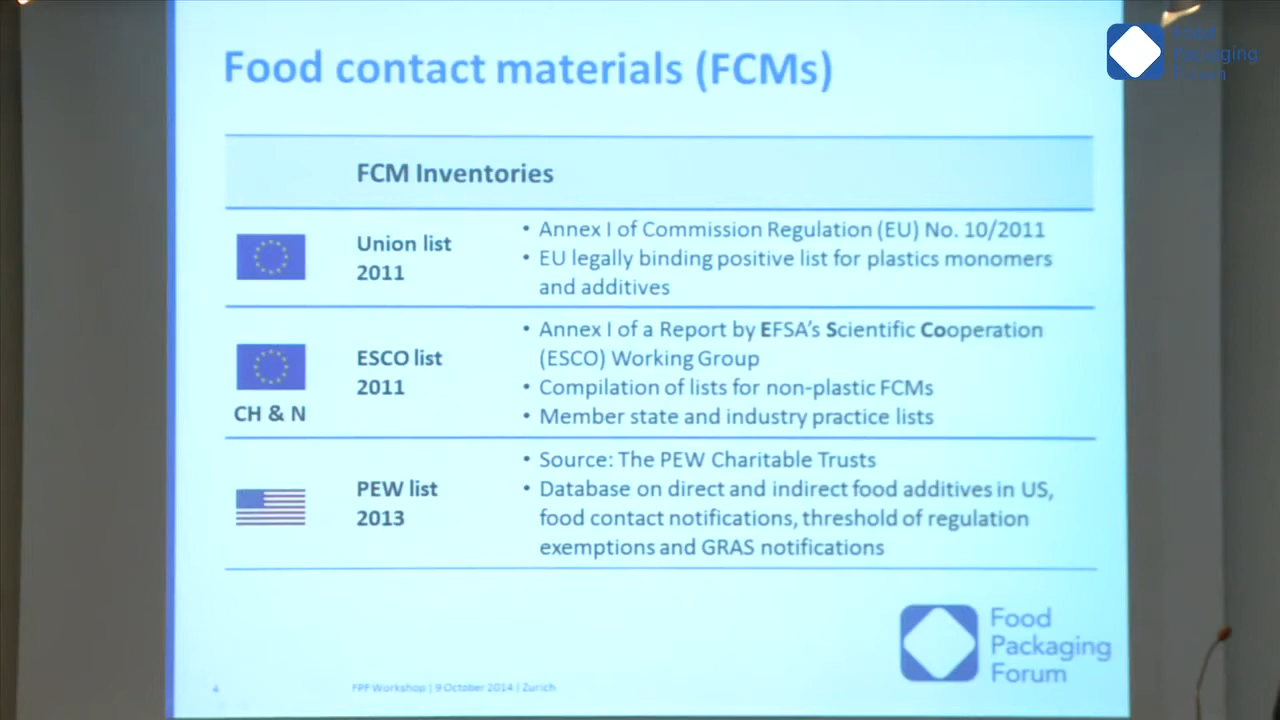 Food contact materials (FCMs)
Food
Packaging
Forum
FCM Inventories
Union list
2011
• Annex I of Commission Regulation (EU) No. 10/2011
• EU legally binding positive list for plastics monomers
and additives
CH & N
ESCO list
2011
• Annex I of a Report by EFSA’s Scientific Cooperation
(ESCO) Working Group
• Compilation of lists for non-plastic FCMs
• Member state and industry practice lists
PEW list
2013
• Source: The PEW Charitable Trusts
• Database on direct and indirect food additives in US,
food contact notifications, threshold of regulation
exemptions and GRAS notifications
Food
Packaging
Forum
4
FPF Workshop | 9 October 2014 | Zurich